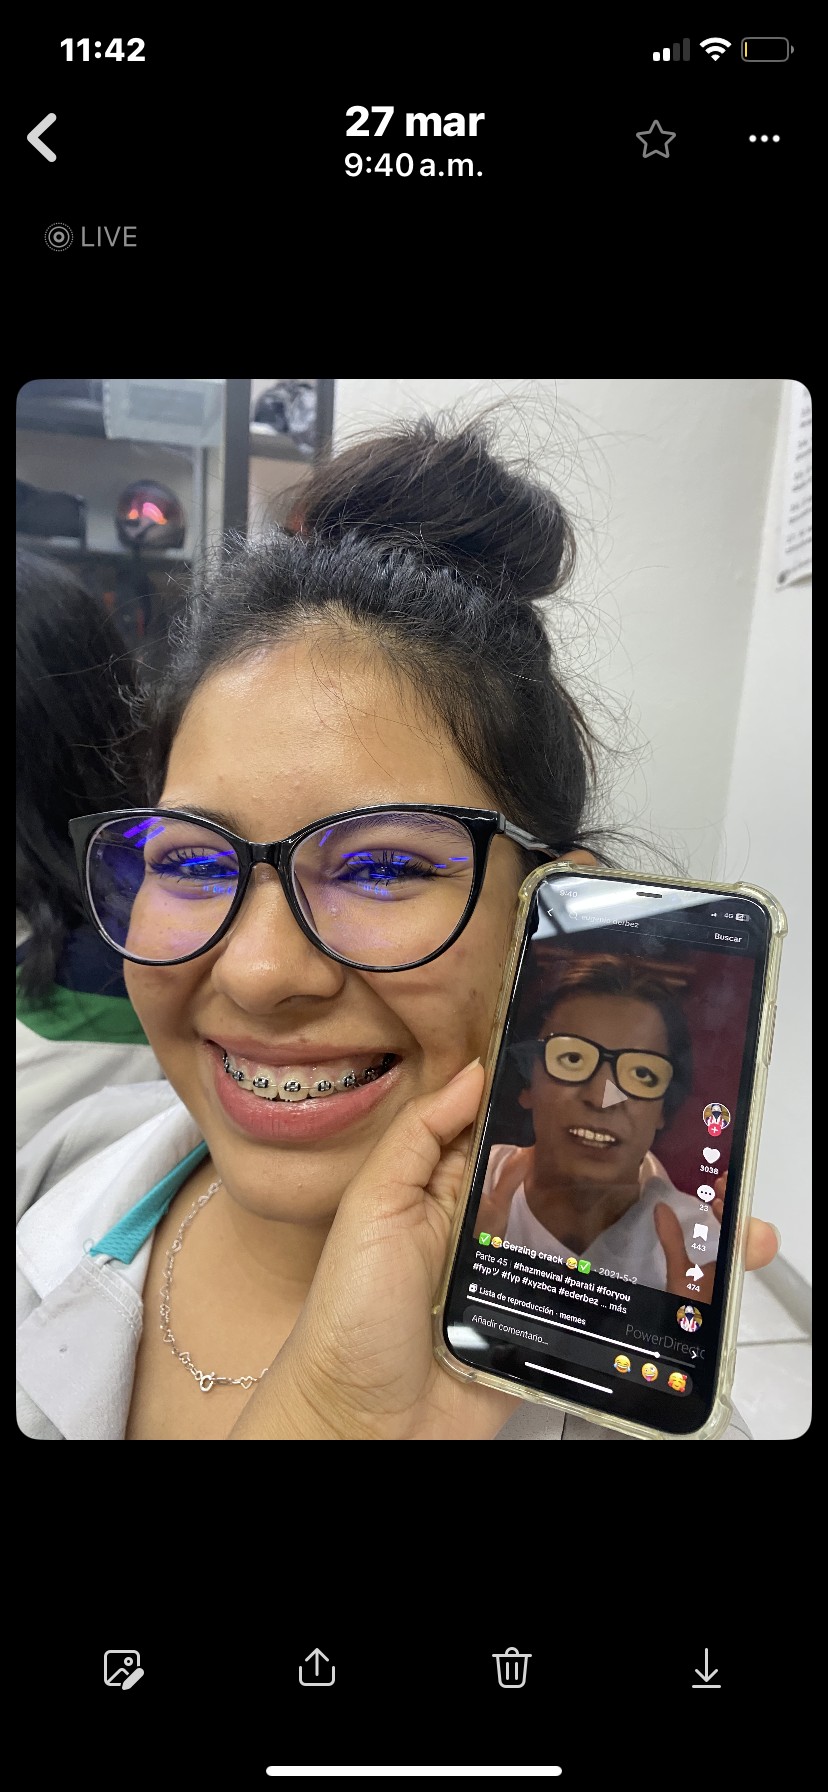 11:42
27 mar
9:40 a.m.
LIVE
9:40
4G
eugenio derbez
Buscar
3038
23
443
474
✅😂Gerzing crack 😂✅ · 2021-5-2
Parte 45 #hazmeviral #parati #foryou
#fypツ #fyp #xyzbca #ederbez ... más
Lista de reproducción · memes
PowerDirect
Añadir comentario...